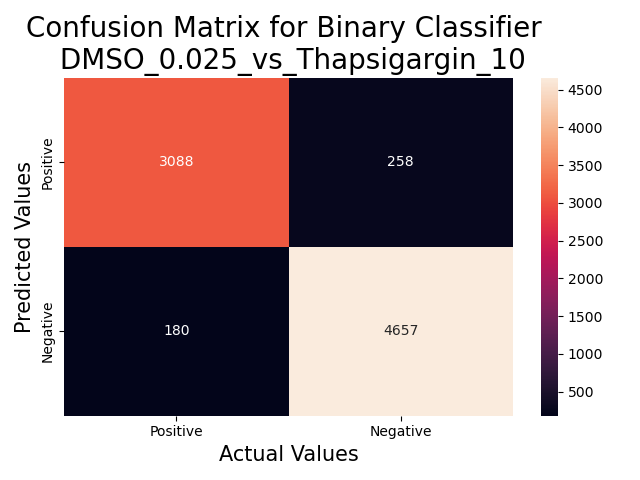 Confusion Matrix for Binary Classifier
DMSO_0.025_vs_Thapsigargin_10
Predicted Values
Positive
Negative
3088
258
180
4657
Positive
Negative
Actual Values
4500
4000
3500
3000
2500
2000
1500
1000
500